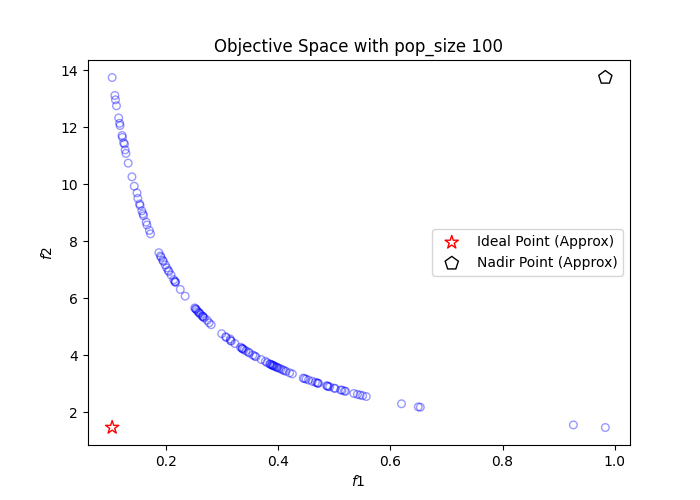 Objective Space with pop_size 100
14
12
10
8
6
4
2
f2
Ideal Point (Approx)
Nadir Point (Approx)
0.2
0.4
0.6
0.8
1.0
f1